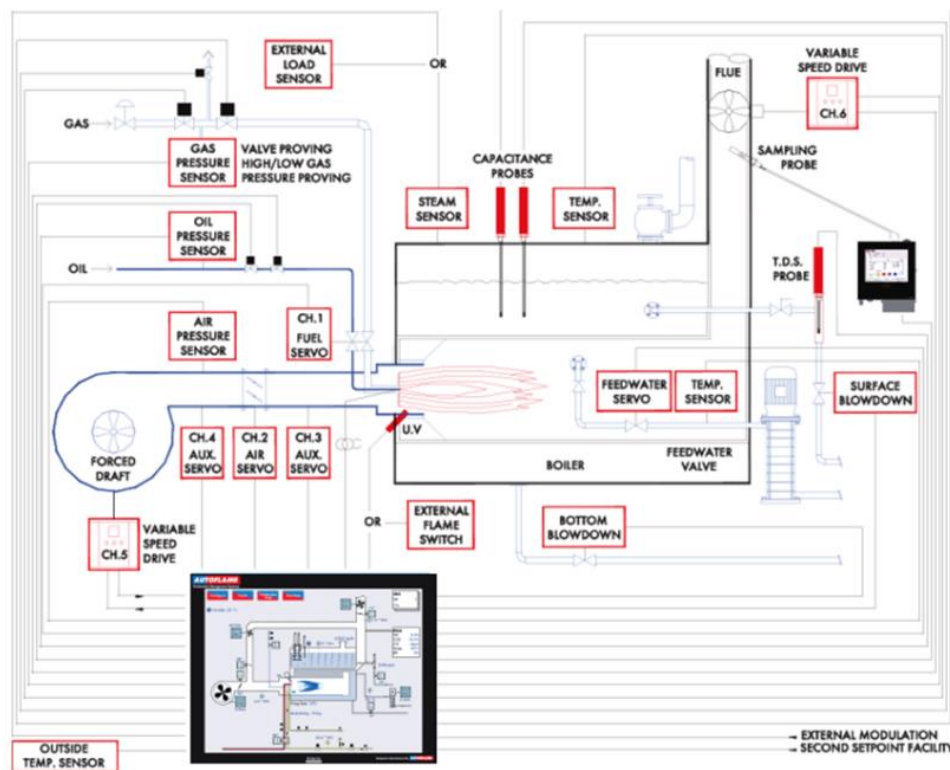 EXTERNAL
LOAD
SENSOR
OR
FLUE
VARIABLE
SPEED DRIVE
CH.6
GAS
GAS
PRESSURE
SENSOR
VALVE PROVING
HIGH/LOW GAS
PRESSURE PROVING
CAPACITANCE
PROBES
SAMPLING
PROBE
STEAM
SENSOR
TEMP.
SENSOR
OIL
PRESSURE
SENSOR
OIL
T.D.S.
PROBE
AIR
PRESSURE
SENSOR
CH.1
FUEL
SERVO
FEEDWATER
SERVO
TEMP.
SENSOR
SURFACE
BLOWDOWN
U.V
FORCED
DRAFT
CH.4
AUX.
SERVO
CH.2
AIR
SERVO
CH.3
AUX.
SERVO
BOILER
FEEDWATER
VALVE
CH.5
VARIABLE
SPEED
DRIVE
OR
EXTERNAL
FLAME
SWITCH
BOTTOM
BLOWDOWN
AUTOFLAME
OUTSIDE
TEMP. SENSOR
EXTERNAL MODULATION
SECOND SETPOINT FACILITY